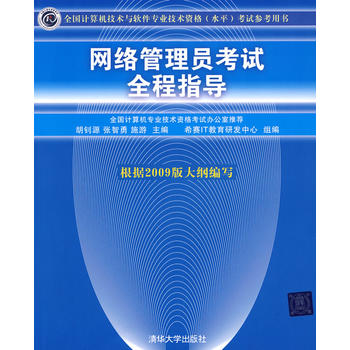 全国计算机技术与软件专业技术资格（水平）考试参考用书
网络管理员考试
全程指导
全国计算机专业技术资格考试办公室推荐
胡钊源 张智勇 施游 主编 希赛IT教育研发中心 组编
根据2009版大纲编写
清华大学出版社